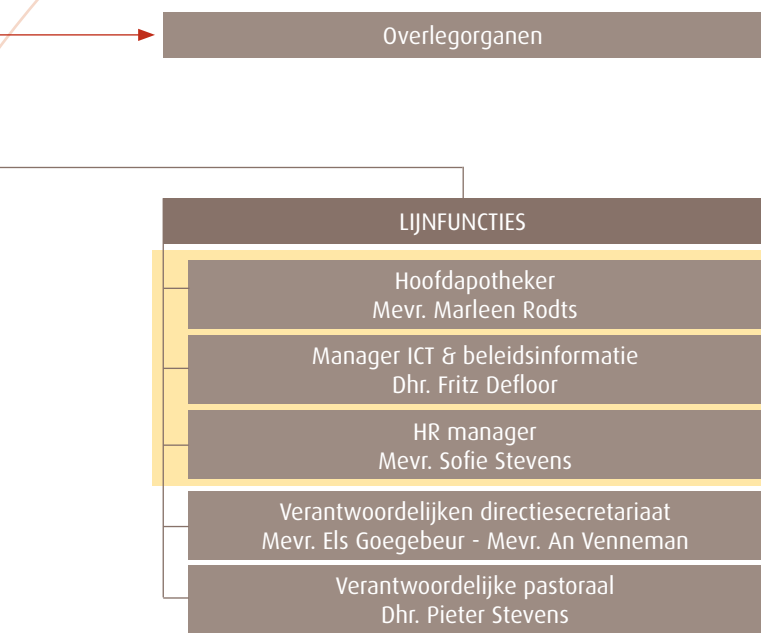 Overlegorganen
LIJNFUNCTIES
Hoofdapotheker
Mevr. Marleen Rodts
Manager ICT & beleidsinformatie
Dhr. Fritz Defloor
HR manager
Mevr. Sofie Stevens
Verantwoordelijken directiesecretariaat
Mevr. Els Goegebeur - Mevr. An Venneman
Verantwoordelijke pastoraal
Dhr. Pieter Stevens